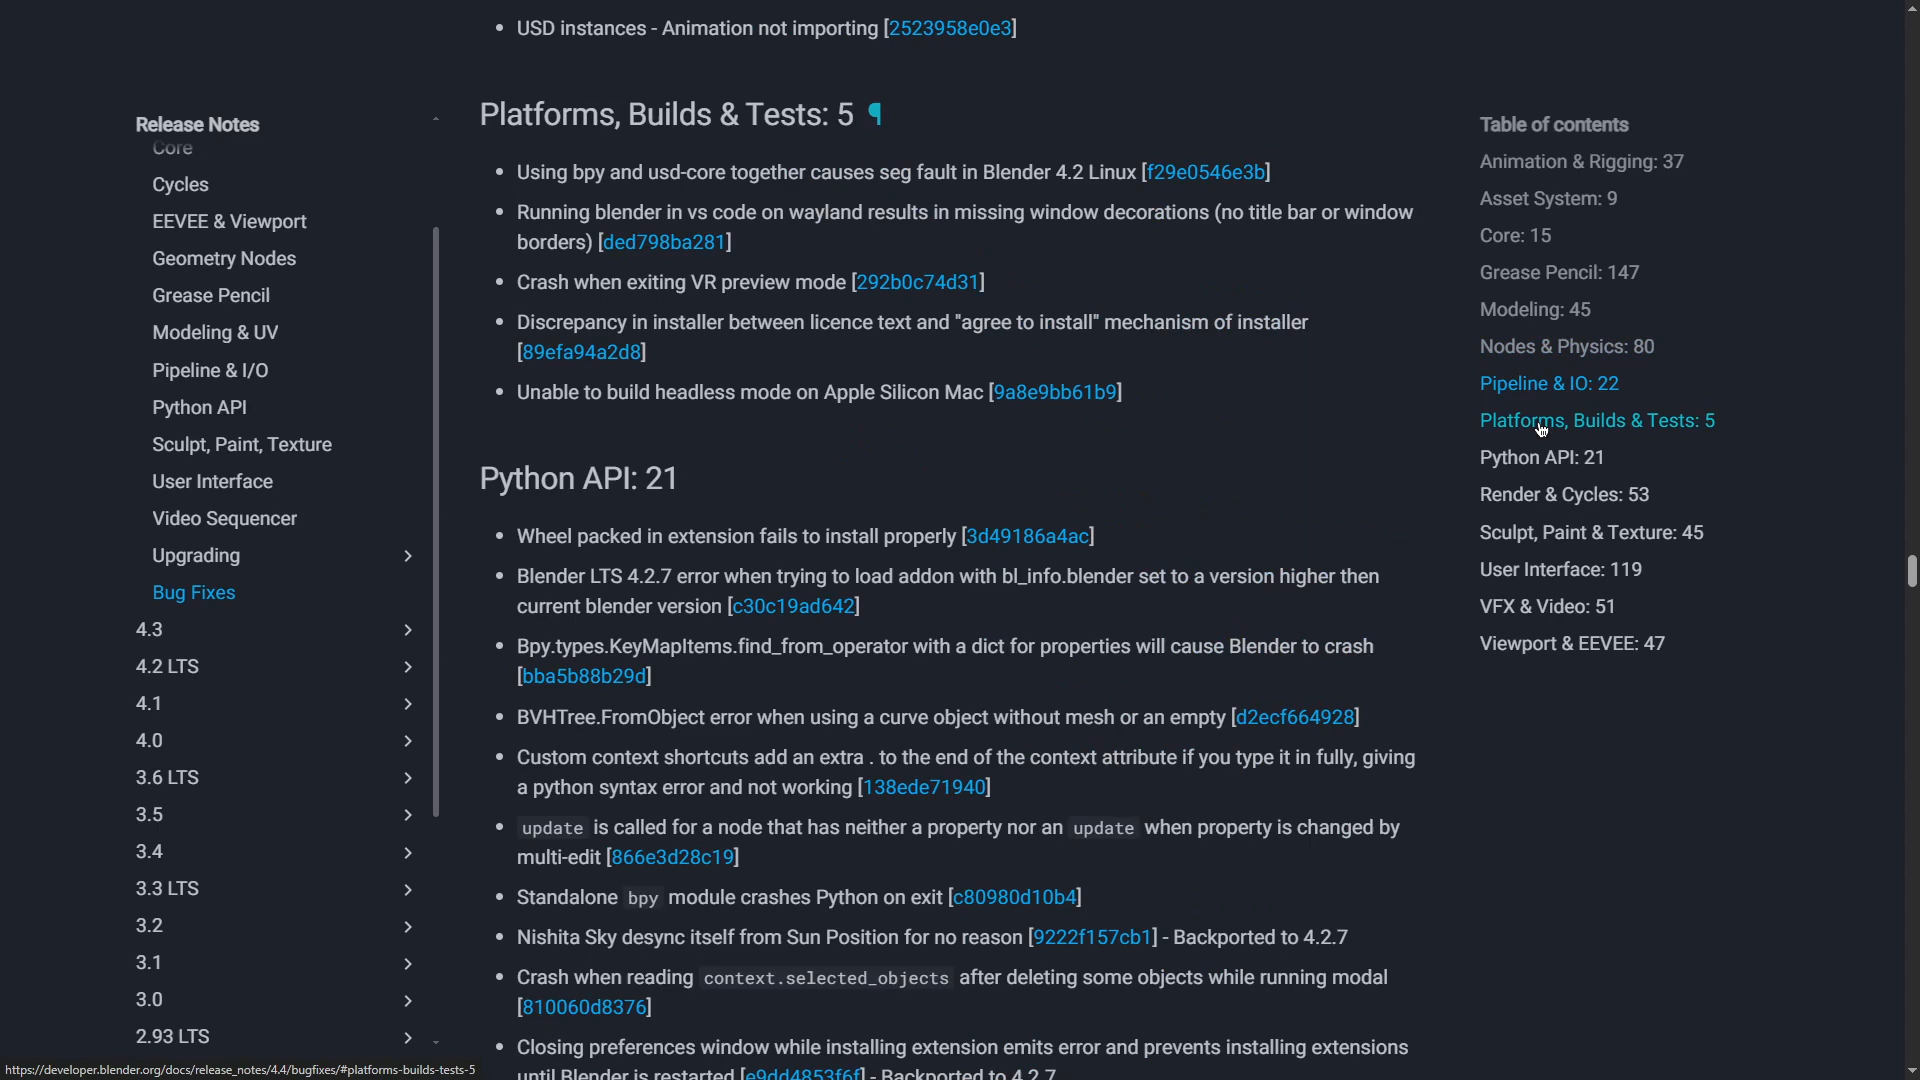 USD instances - Animation not importing [2523958e0e3]
Release Notes
Core
Cycles
EEVEE & Viewport
Geometry Nodes
Grease Pencil
Modeling & UV
Pipeline & I/O
Python API
Sculpt, Paint, Texture
User Interface
Video Sequencer
Upgrading
Bug Fixes
4.3
4.2 LTS
4.1
4.0
3.6 LTS
3.5
3.4
3.3 LTS
3.2
3.1
3.0
2.93 LTS
Platforms, Builds & Tests: 5 ¶
Using bpy and usd-core together causes seg fault in Blender 4.2 Linux [f29e0546e3b]
Running blender in vs code on wayland results in missing window decorations (no title bar or window
borders) [ded798ba281]
Crash when exiting VR preview mode [292b0c74d31]
Discrepancy in installer between licence text and "agree to install" mechanism of installer
[89efa94a2d8]
Unable to build headless mode on Apple Silicon Mac [9a8e9bb61b9]
Python API: 21
Wheel packed in extension fails to install properly [3d49186a4ac]
Blender LTS 4.2.7 error when trying to load addon with bl_info.blender set to a version higher then
current blender version [c30c19ad642]
Bpy.types.KeyMapItems.find_from_operator with a dict for properties will cause Blender to crash
[bba5b88b29d]
BVHTree.FromObject error when using a curve object without mesh or an empty [d2ecf664928]
Custom context shortcuts add an extra . to the end of the context attribute if you type it in fully, giving
a python syntax error and not working [138ede71940]
update is called for a node that has neither a property nor an update when property is changed by
multi-edit [866e3d28c19]
Standalone bpy module crashes Python on exit [c80980d10b4]
Nishita Sky desync itself from Sun Position for no reason [9222f157cb1] - Backported to 4.2.7
Crash when reading context.selected_objects after deleting some objects while running modal
[810060d8376]
Closing preferences window while installing extension emits error and prevents installing extensions
until Blender is restarted [e9dd4853f6f] - Backported to 4.2.7
Table of contents
Animation & Rigging: 37
Asset System: 9
Core: 15
Grease Pencil: 147
Modeling: 45
Nodes & Physics: 80
Pipeline & IO: 22
Platforms, Builds & Tests: 5
Python API: 21
Render & Cycles: 53
Sculpt, Paint & Texture: 45
User Interface: 119
VFX & Video: 51
Viewport & EEVEE: 47
https://developer.blender.org/docs/release_notes/4.4/bugfixes/#platforms-builds-tests-5